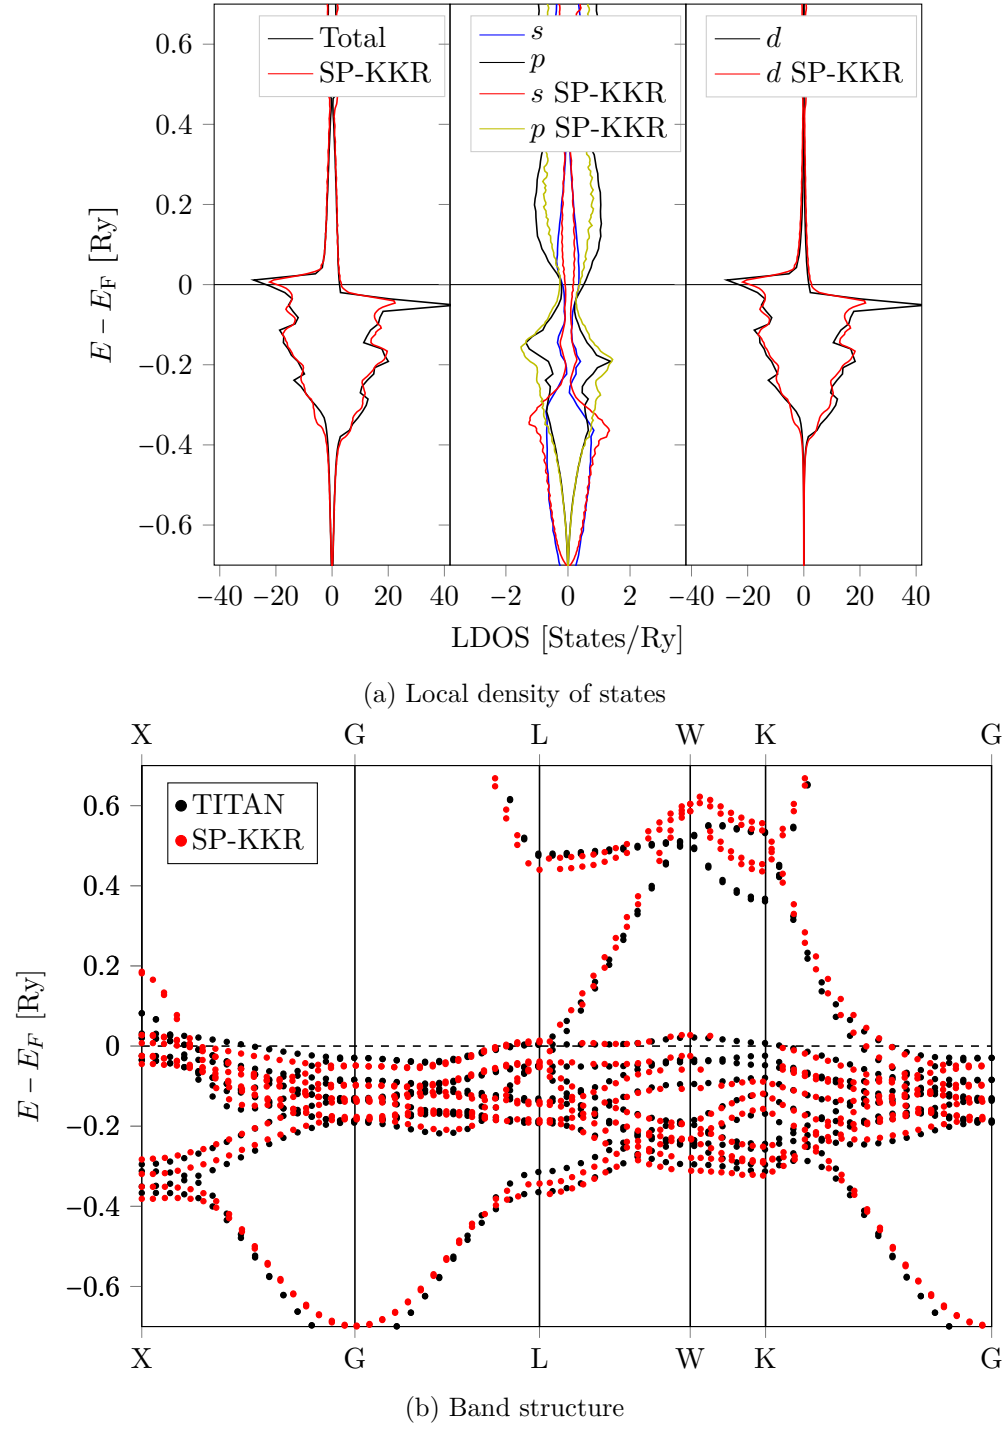 Total
SP-KKR
s
p
s SP-KKR
p SP-KKR
d
d SP-KKR
0.6
0.4
0.2
0
−0.2
−0.4
−0.6
E − E_F [Ry]
−40 −20 0 20 40
−2 0 2
−40 −20 0 20 40
LDOS [States/Ry]
(a) Local density of states
X G L W K G
TITAN
SP-KKR
0.6
0.4
0.2
0
−0.2
−0.4
−0.6
E − E_F [Ry]
X G L W K G
(b) Band structure